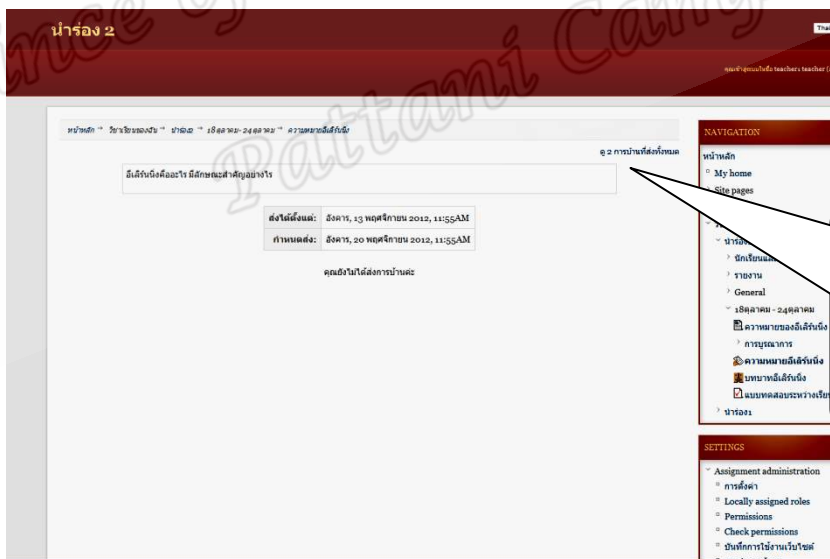 นำร่อง 2
Pattani Camp
คุณเข้าสู่ระบบในชื่อ teacher1 teacher
หน้าหลัก → วิชาเรียนของฉัน → นำร่อง2 → 18ตุลาคม- 24ตุลาคม → ความหมายอีเลิร์นนิ่ง
ดู 2 การบ้านที่ส่งทั้งหมด
อีเลิร์นนิ่งคืออะไร มีลักษณะสำคัญอย่างไร
ส่งได้ตั้งแต่: อังคาร, 13 พฤศจิกายน 2012, 11:55AM
กำหนดส่ง: อังคาร, 20 พฤศจิกายน 2012, 11:55AM
คุณยังไม่ได้ส่งการบ้านค่ะ
NAVIGATION
หน้าหลัก
My home
Site pages
รายงาน
General
18ตุลาคม - 24ตุลาคม
ความหมายของอีเลิร์นนิ่ง
การบูรณาการ
ความหมายอีเลิร์นนิ่ง
บทบาทอีเลิร์นนิ่ง
แบบทดสอบระหว่างเรียน
นำร่อง1
SETTINGS
Assignment administration
การตั้งค่า
Locally assigned roles
Permissions
Check permissions
บันทึกการใช้งานเว็บไซต์